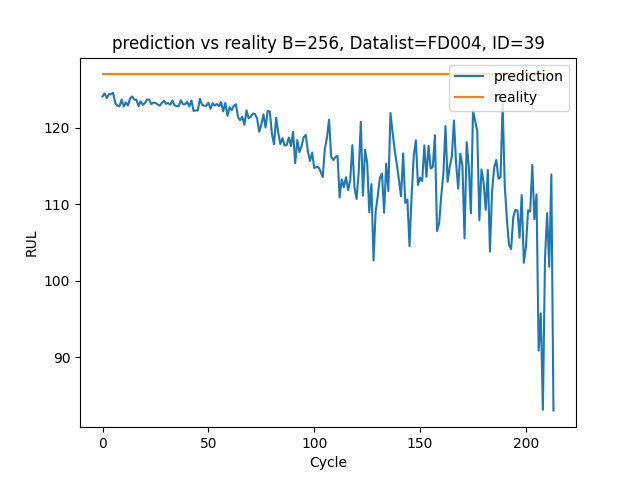 prediction vs reality B=256, Datalist=FD004, ID=39
prediction
reality
RUL
120
110
100
90
0
50
100
150
200
Cycle